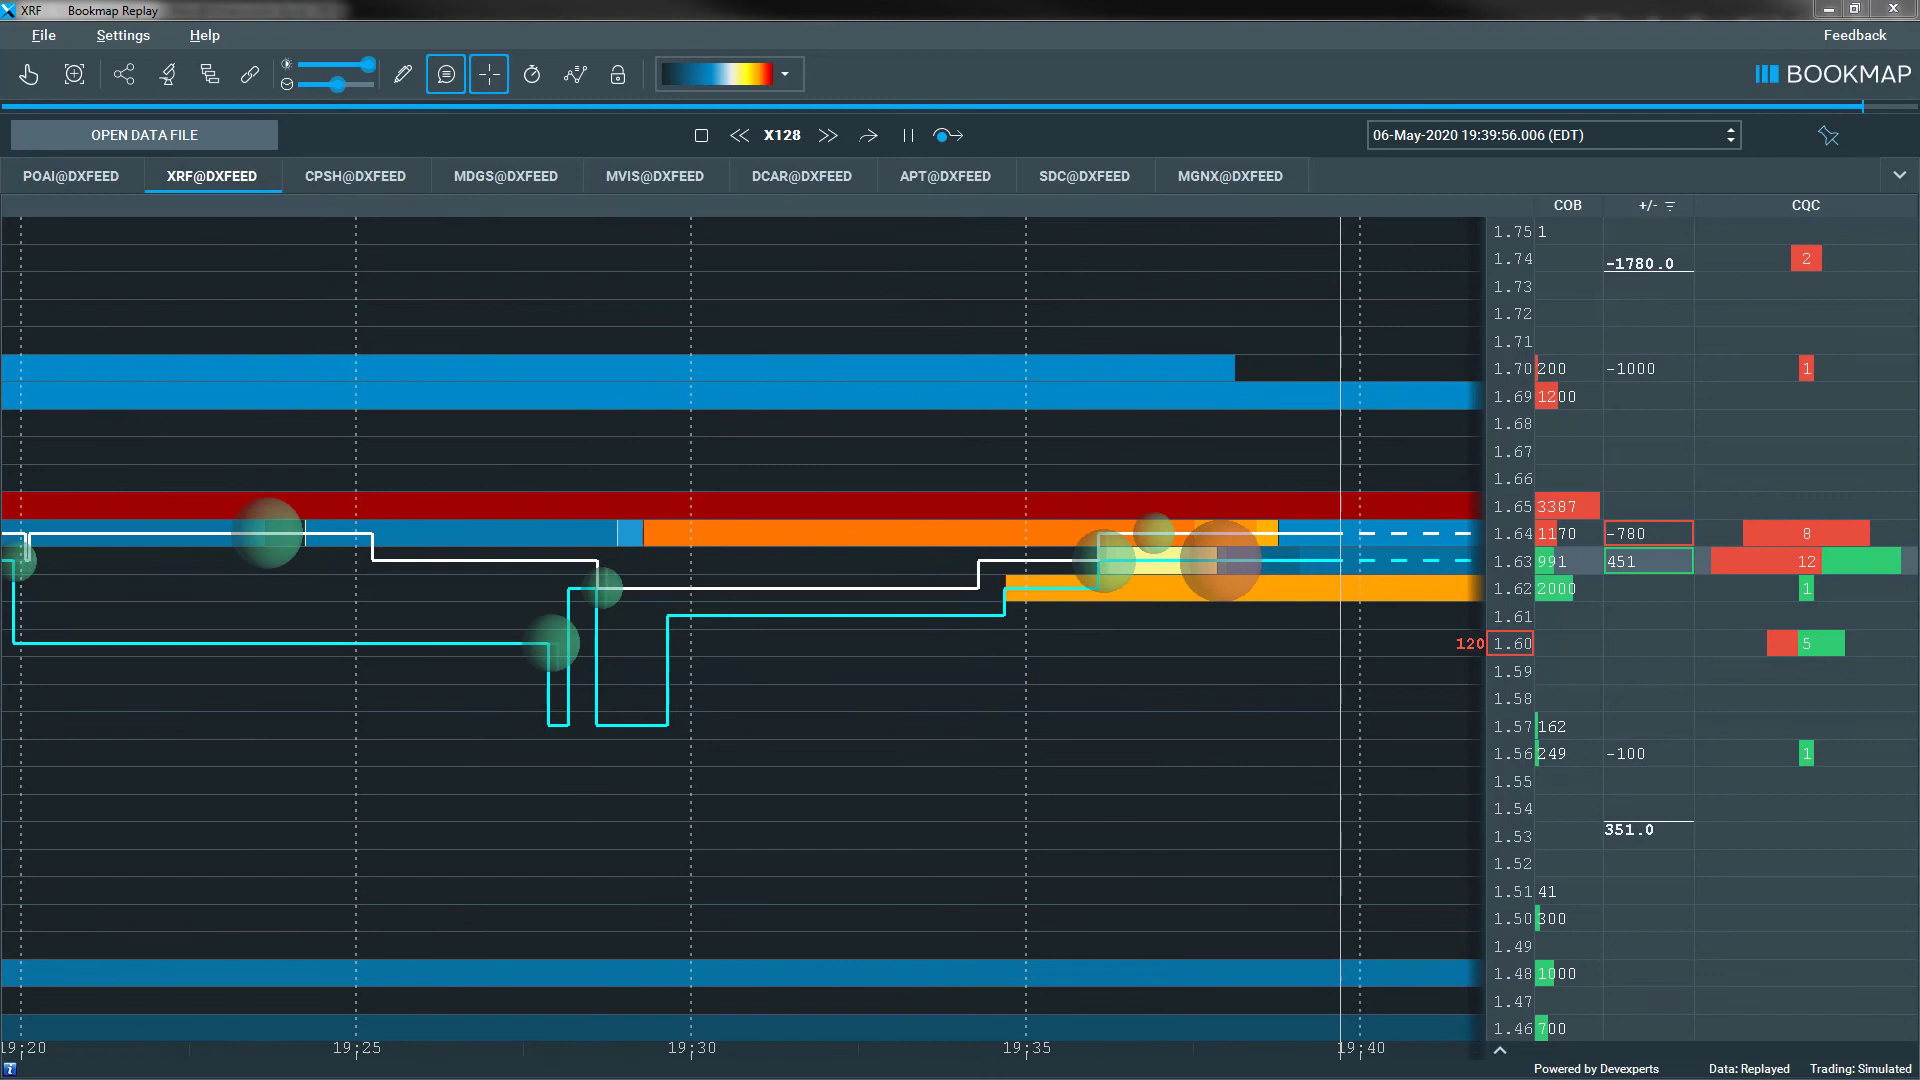 XRF Bookmap Replay
File Settings Help Feedback
BOOKMAP
OPEN DATA FILE X128 06-May-2020 19:39:56.006 (EDT)
POAI@DXFEED XRF@DXFEED CPSH@DXFEED MDGS@DXFEED MVIS@DXFEED DCAR@DXFEED APT@DXFEED SDC@DXFEED MGNX@DXFEED
COB +/- CQC
1.75 1
1.74 -1780.0 2
1.73
1.72
1.71
1.70 200 -1000 1
1.69 1200
1.68
1.67
1.66
1.65 3387
1.64 1170 -780 8
1.63 991 451 12
1.62 2000 1
1.61
120 1.60 5
1.59
1.58
1.57 162
1.56 249 -100 1
1.55
1.54
1.53 351.0
1.52
1.51 41
1.50 300
1.49
1.48 1000
1.47
1.46 700
19:20 19:25 19:30 19:35 19:40
Powered by Devexperts Data: Replayed Trading: Simulated